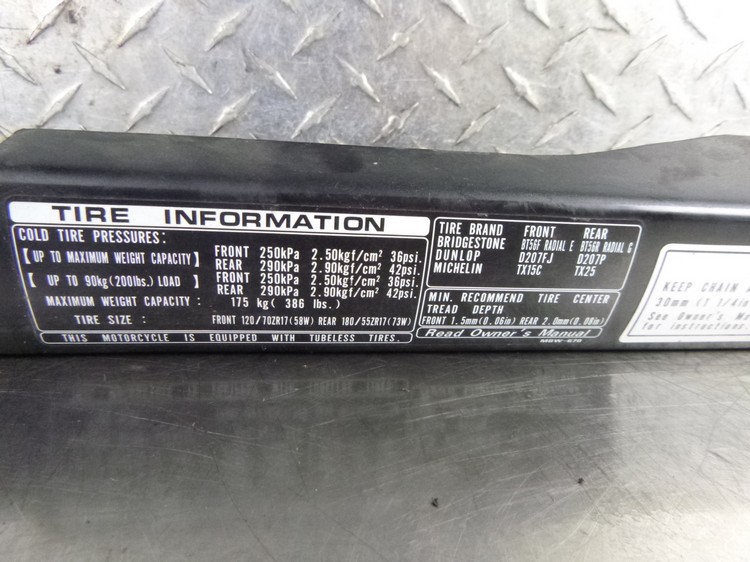 TIRE INFORMATION
COLD TIRE PRESSURES:
[UP TO MAXIMUM WEIGHT CAPACITY] FRONT 250kPa 2.50kgf/cm² 36psi.
REAR 290kPa 2.90kgf/cm² 42psi.
[UP TO 90kg(200lbs.) LOAD] FRONT 250kPa 2.50kgf/cm² 36psi.
REAR 290kPa 2.90kgf/cm² 42psi.
MAXIMUM WEIGHT CAPACITY: 175 kg( 386 lbs.)
TIRE SIZE: FRONT 120/70ZR17(58W) REAR 180/55ZR17(73W)
THIS MOTORCYCLE IS EQUIPPED WITH TUBELESS TIRES.
TIRE BRAND FRONT REAR
BRIDGESTONE BT56F RADIAL E BT56R RADIAL G
DUNLOP D207FJ D207P
MICHELIN TX15C TX25
MIN. RECOMMEND TIRE CENTER
TREAD DEPTH
FRONT 1.5mm(0.06in) REAR 2.0mm(0.08in)
Read Owner's Manual
MBW-870
KEEP CHAIN
30mm (1 1/4
See Owner's
for instructions